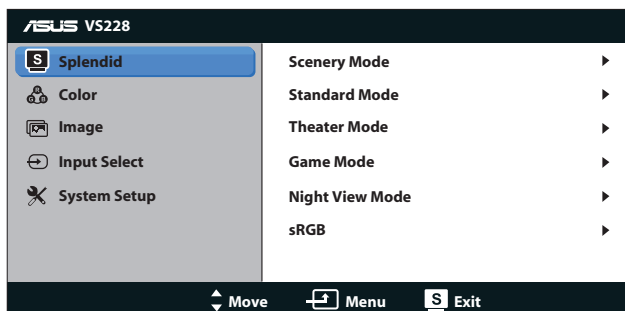 ASUS VS228
S Splendid
Color
Image
Input Select
System Setup
Scenery Mode
Standard Mode
Theater Mode
Game Mode
Night View Mode
sRGB
Move Menu S Exit